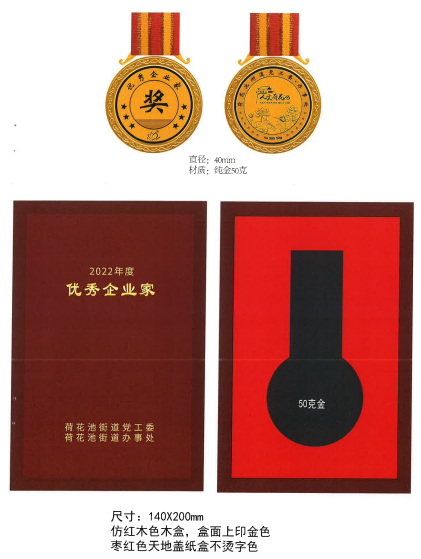 优秀企业家
奖
直径：40mm
材质：纯金50克
2022年度
优秀企业家
荷花池街道党工委
荷花池街道办事处
50克金
尺寸：140X200mm
仿红木色木盒，盒面上印金色
枣红色天地盖纸盒不烫字色